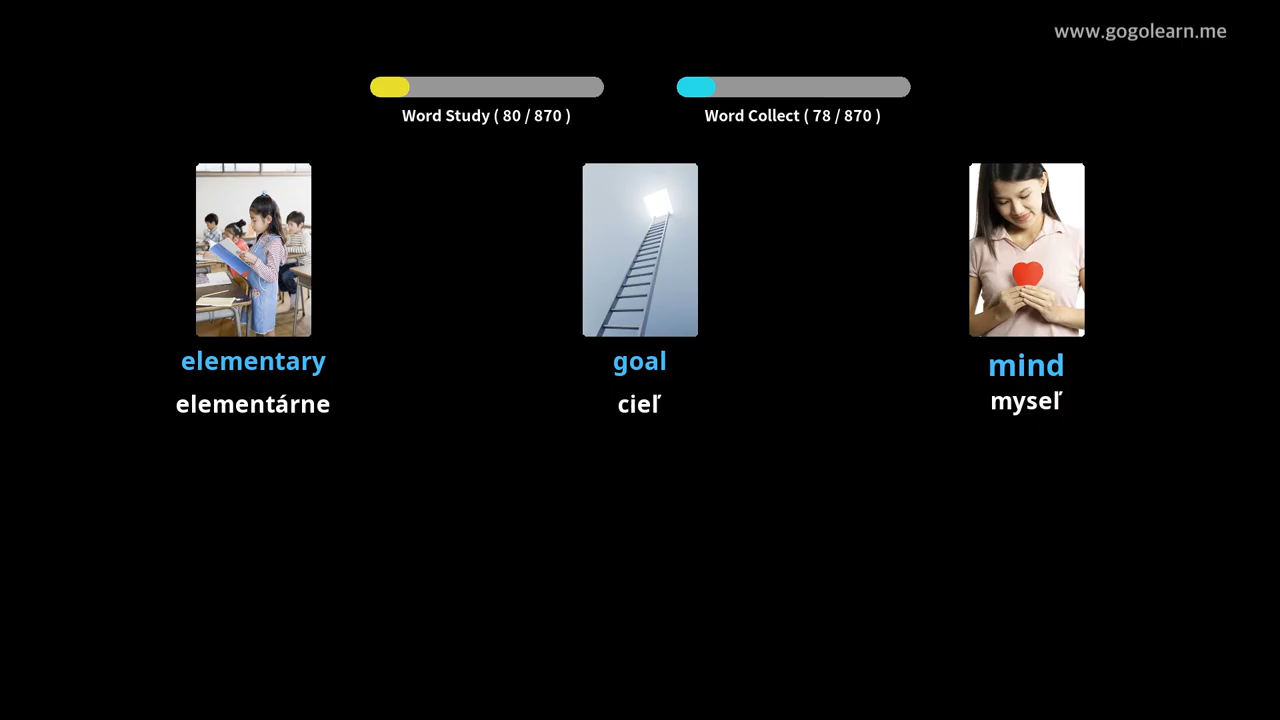 www.gogolearn.me
Word Study ( 80 / 870 )
Word Collect ( 78 / 870 )
elementary
elementárne
goal
cieľ
mind
myseľ